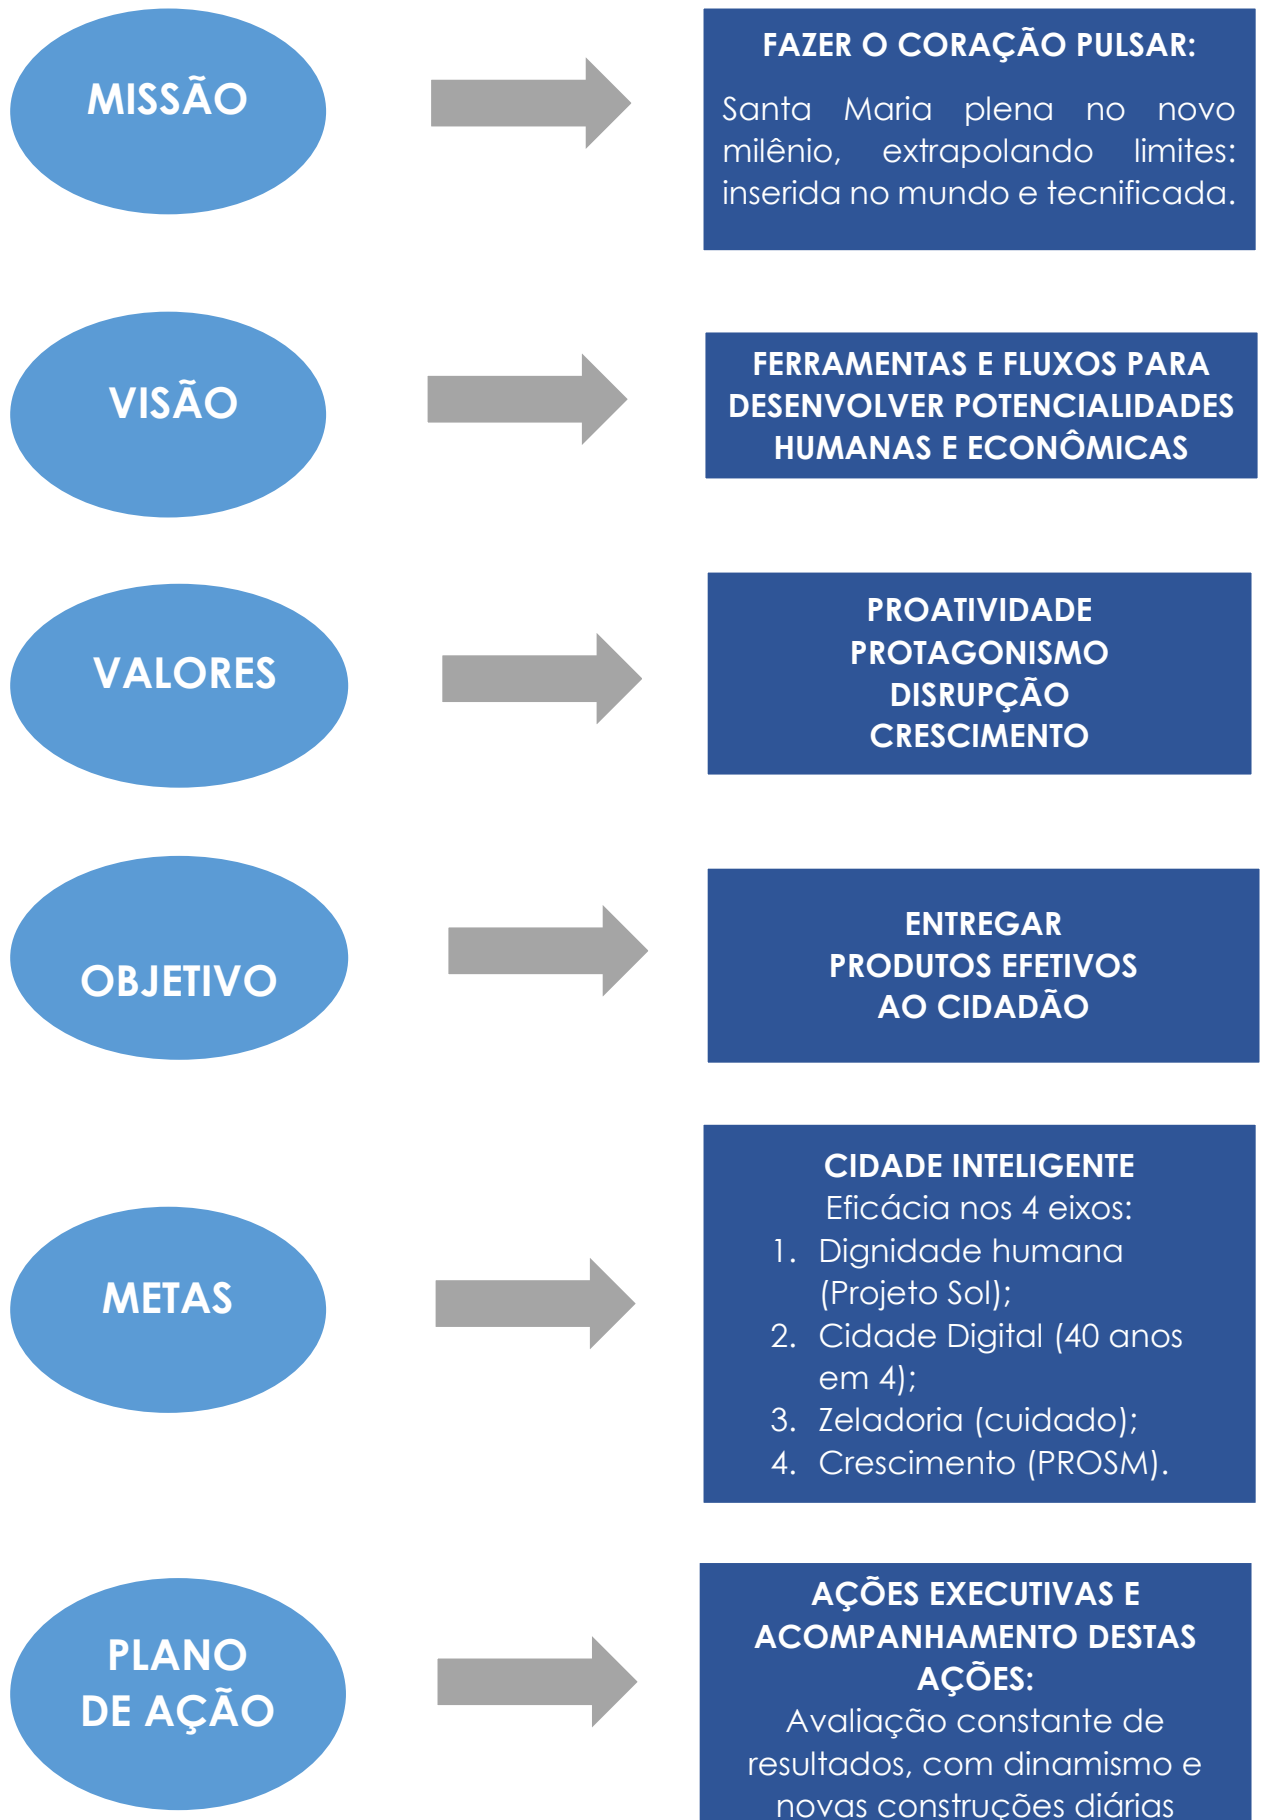 MISSÃO
FAZER O CORAÇÃO PULSAR:
Santa Maria plena no novo
milênio, extrapolando limites:
inserida no mundo e tecnificada.
VISÃO
FERRAMENTAS E FLUXOS PARA
DESENVOLVER POTENCIALIDADES
HUMANAS E ECONÔMICAS
VALORES
PROATIVIDADE
PROTAGONISMO
DISRUPÇÃO
CRESCIMENTO
OBJETIVO
ENTREGAR
PRODUTOS EFETIVOS
AO CIDADÃO
METAS
CIDADE INTELIGENTE
Eficácia nos 4 eixos:
1. Dignidade humana
(Projeto Sol);
2. Cidade Digital (40 anos
em 4);
3. Zeladoria (cuidado);
4. Crescimento (PROSM).
PLANO
DE AÇÃO
AÇÕES EXECUTIVAS E
ACOMPANHAMENTO DESTAS
AÇÕES:
Avaliação constante de
resultados, com dinamismo e
novas construções diárias